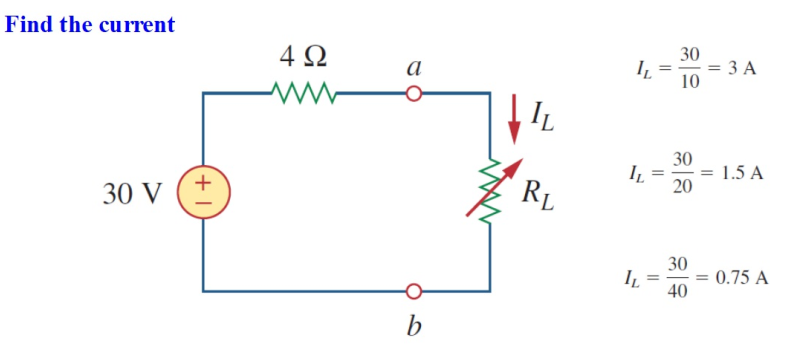 Find the current
4 Ω
a
I_L = 30/10 = 3 A
I_L
30 V
+
−
R_L
I_L = 30/20 = 1.5 A
I_L = 30/40 = 0.75 A
b